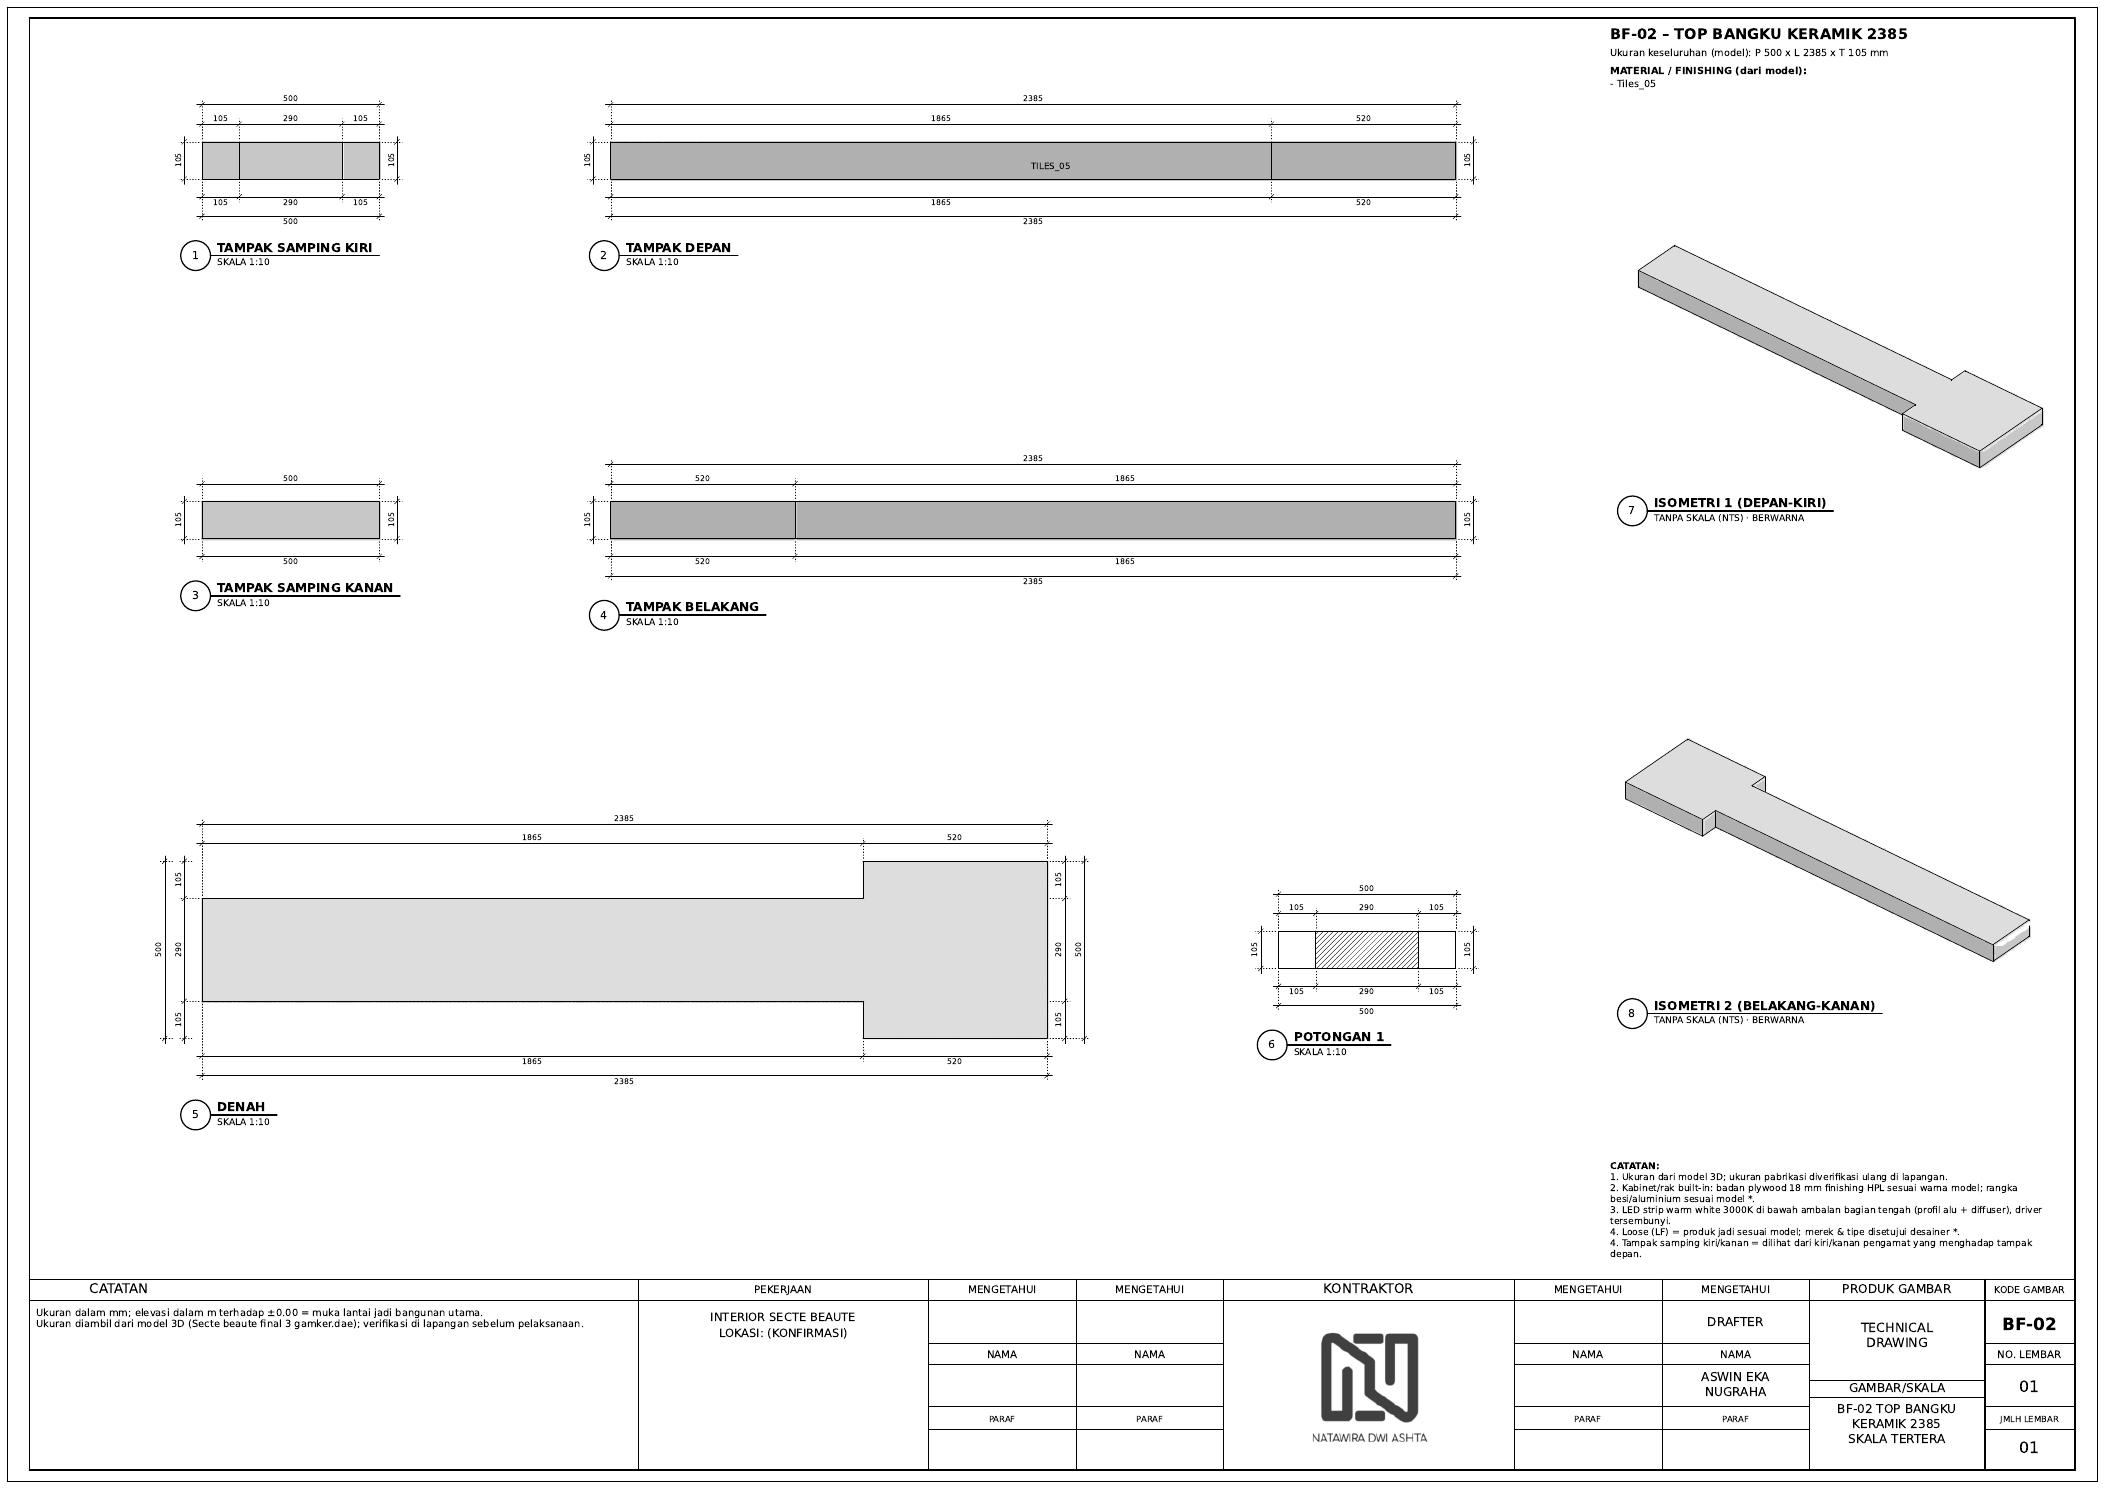 BF-02 – TOP BANGKU KERAMIK 2385
Ukuran keseluruhan (model): P 500 x L 2385 x T 105 mm
MATERIAL / FINISHING (dari model):
- Tiles_05
500
105 290 105
105
105
105 290 105
500
1
TAMPAK SAMPING KIRI
SKALA 1:10
2385
1865 520
105
TILES_05
105
1865 520
2385
2
TAMPAK DEPAN
SKALA 1:10
500
105
105
500
3
TAMPAK SAMPING KANAN
SKALA 1:10
2385
520 1865
105
105
520 1865
2385
4
TAMPAK BELAKANG
SKALA 1:10
7
ISOMETRI 1 (DEPAN-KIRI)
TANPA SKALA (NTS) · BERWARNA
2385
1865 520
105
290
105
500
105
290
105
500
1865 520
2385
5
DENAH
SKALA 1:10
500
105 290 105
105
105
105 290 105
500
6
POTONGAN 1
SKALA 1:10
8
ISOMETRI 2 (BELAKANG-KANAN)
TANPA SKALA (NTS) · BERWARNA
CATATAN:
1. Ukuran dari model 3D; ukuran pabrikasi diverifikasi ulang di lapangan.
2. Kabinet/rak built-in: badan plywood 18 mm finishing HPL sesuai warna model; rangka
besi/aluminium sesuai model *.
3. LED strip warm white 3000K di bawah ambalan bagian tengah (profil alu + diffuser), driver
tersembunyi.
4. Loose (LF) = produk jadi sesuai model; merek & tipe disetujui desainer *.
4. Tampak samping kiri/kanan = dilihat dari kiri/kanan pengamat yang menghadap tampak
depan.
CATATAN
Ukuran dalam mm; elevasi dalam m terhadap ±0.00 = muka lantai jadi bangunan utama.
Ukuran diambil dari model 3D (Secte beaute final 3 gamker.dae); verifikasi di lapangan sebelum pelaksanaan.
PEKERJAAN
INTERIOR SECTE BEAUTE
LOKASI: (KONFIRMASI)
MENGETAHUI
NAMA
PARAF
MENGETAHUI
NAMA
PARAF
KONTRAKTOR
NATAWIRA DWI ASHTA
MENGETAHUI
NAMA
PARAF
MENGETAHUI
DRAFTER
NAMA
ASWIN EKA
NUGRAHA
PARAF
PRODUK GAMBAR
TECHNICAL
DRAWING
GAMBAR/SKALA
BF-02 TOP BANGKU
KERAMIK 2385
SKALA TERTERA
KODE GAMBAR
BF-02
NO. LEMBAR
01
JMLH LEMBAR
01